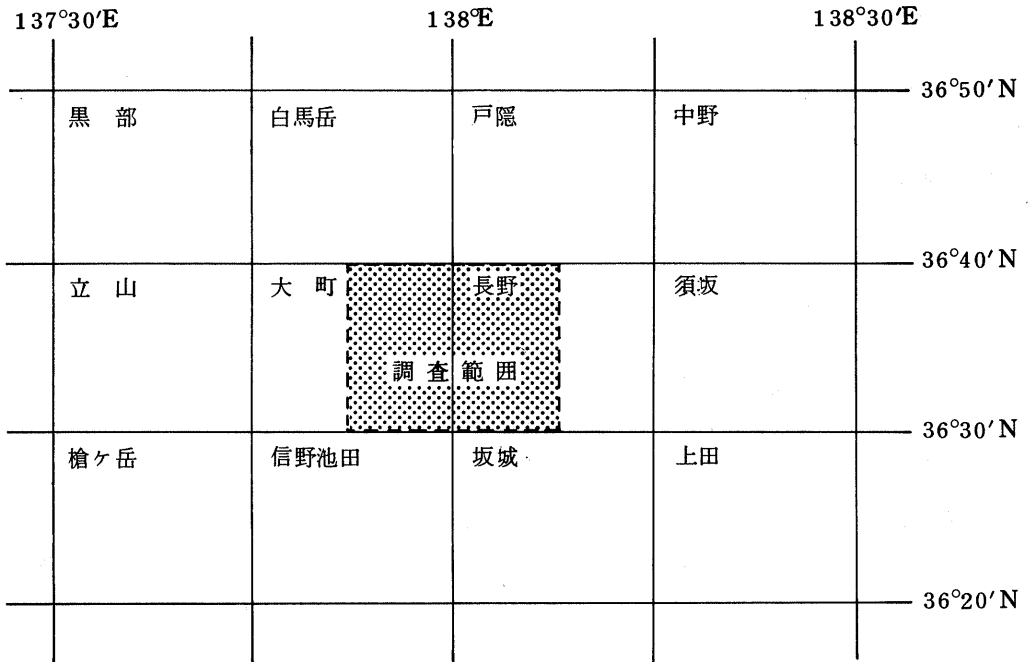 137°30′E 138°E 138°30′E
36°50′N
黒 部 白馬岳 戸隠 中野
36°40′N
立 山 大 町 長野 須坂
調 査 範 囲
36°30′N
槍ヶ岳 信野池田 坂城 上田
36°20′N